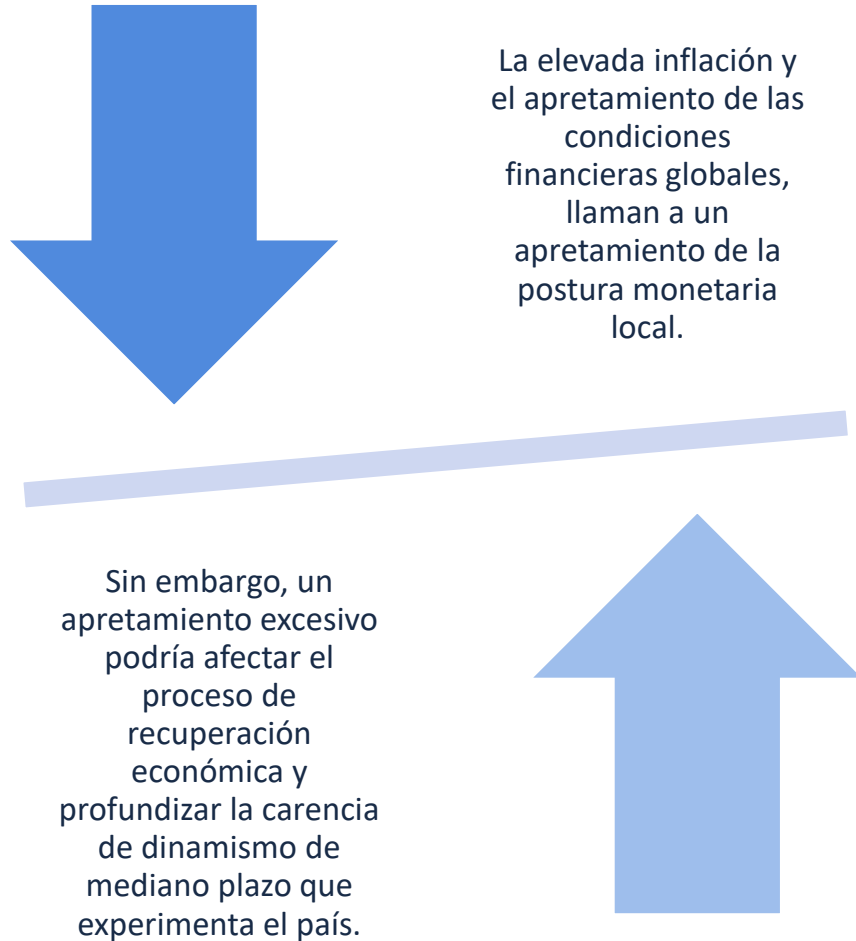 La elevada inflación y
el apretamiento de las
condiciones
financieras globales,
llaman a un
apretamiento de la
postura monetaria
local.
Sin embargo, un
apretamiento excesivo
podría afectar el
proceso de
recuperación
económica y
profundizar la carencia
de dinamismo de
mediano plazo que
experimenta el país.